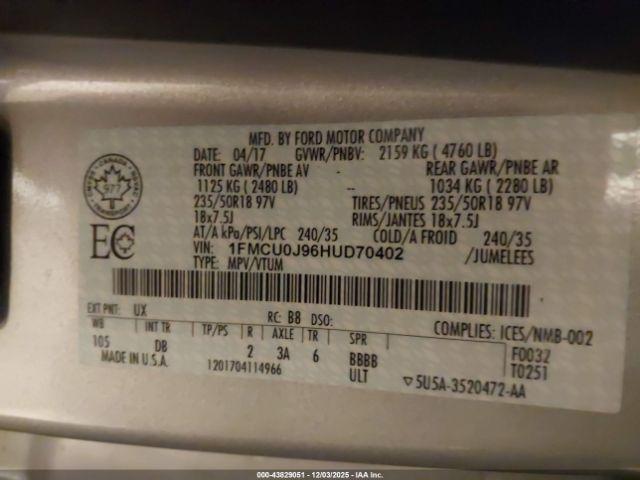 MFD. BY FORD MOTOR COMPANY
DATE: 04/17 GVWR/PNBV: 2159 KG ( 4760 LB)
FRONT GAWR/PNBE AV - REAR GAWR/PNBE AR
1125 KG ( 2480 LB) -- 1034 KG ( 2280 LB)
235/50R18 97V TIRES/PNEUS 235/50R18 97V
18x7.5J RIMS/JANTES 18x7.5J
AT/A kPa/PSI/LPC 240/35 COLD/A FROID 240/35
VIN: 1FMCU0J96HUD70402 /JUMELEES
TYPE: MPV/VTUM
CANADA
977
TRANSPORT
EC
EXT PNT: UX RC: B8 DSO: COMPLIES: ICES/NMB-002
WB INT TR TP/PS R AXLE TR SPR F0032
105 DB 2 3A 6 BBBB T0251
MADE IN U.S.A. 1201704114966 ULT ▽5U5A-3520472-AA
000-43829051 - 12/03/2025 - IAA Inc.